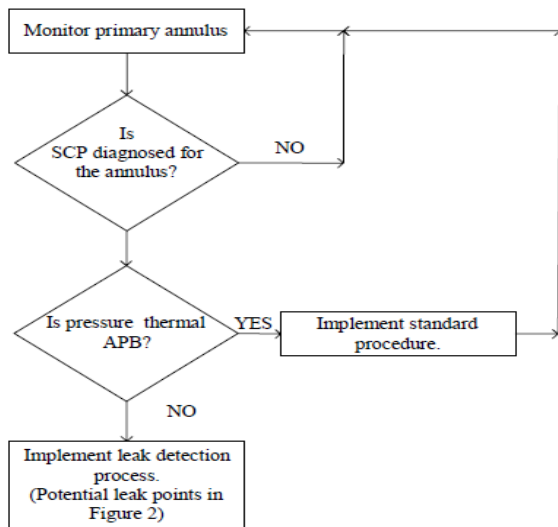 Monitor primary annulus
Is
SCP diagnosed for
the annulus?
NO
Is pressure thermal
APB?
YES
Implement standard
procedure.
NO
Implement leak detection
process.
(Potential leak points in
Figure 2)